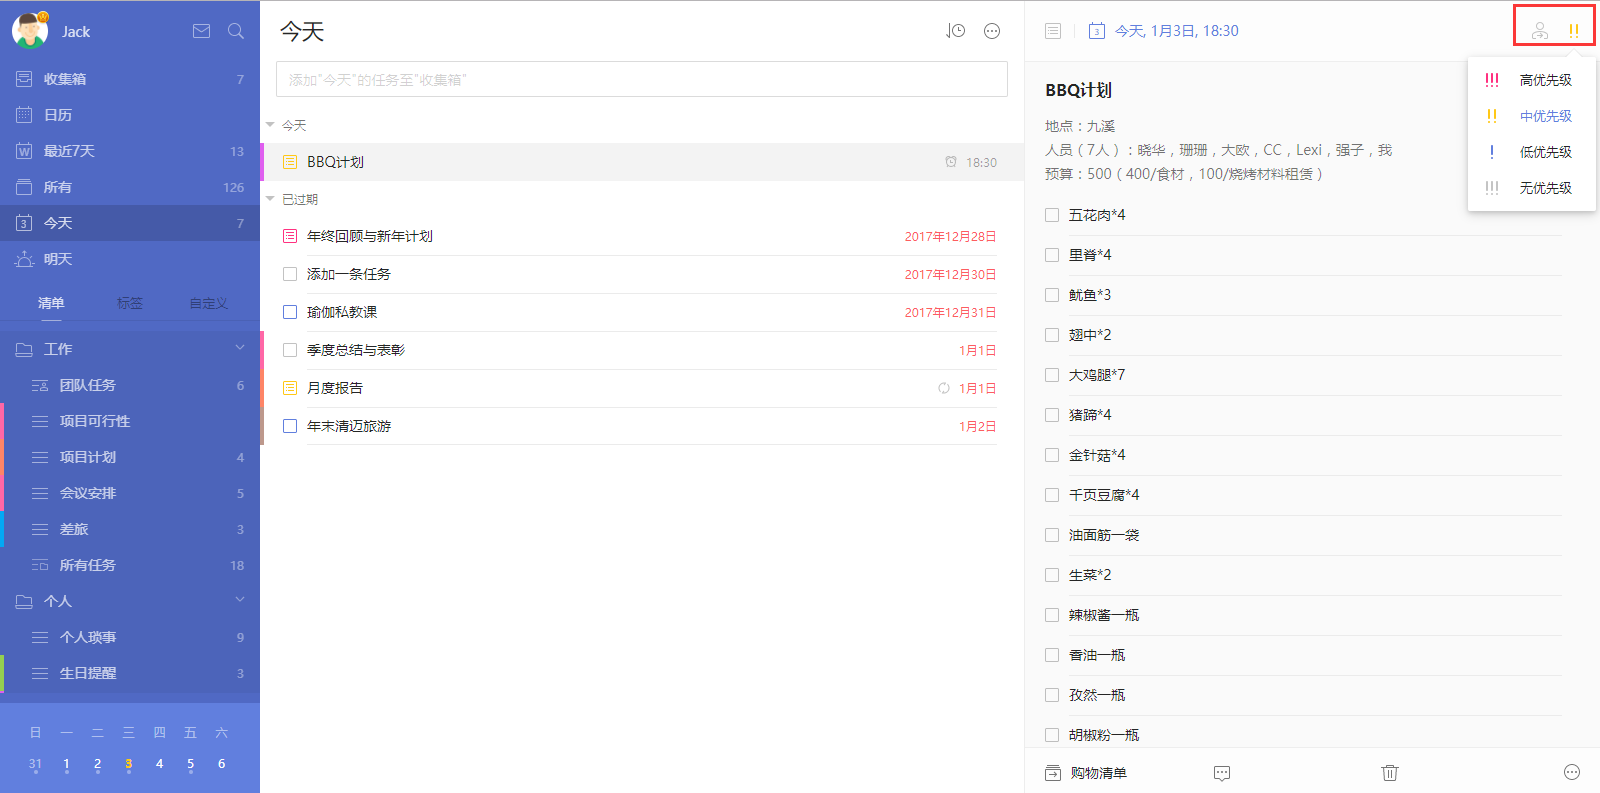 Jack
收集箱 7
日历
W 最近7天 13
所有 126
3 今天 7
明天
清单 标签 自定义
工作
团队任务 6
项目可行性
项目计划 4
会议安排 5
差旅 3
所有任务 18
个人
个人琐事 9
生日提醒 3
日 一 二 三 四 五 六
31 1 2 3 4 5 6
今天
添加"今天"的任务至"收集箱"
今天
BBQ计划 18:30
已过期
年终回顾与新年计划 2017年12月28日
添加一条任务 2017年12月30日
瑜伽私教课 2017年12月31日
季度总结与表彰 1月1日
月度报告 1月1日
年末清迈旅游 1月2日
3 今天, 1月3日, 18:30
!!
!!! 高优先级
!! 中优先级
! 低优先级
!!! 无优先级
BBQ计划
地点：九溪
人员（7人）：晓华，珊珊，大欧，CC，Lexi，强子，我
预算：500（400/食材，100/烧烤材料租赁）
五花肉*4
里脊*4
鱿鱼*3
翅中*2
大鸡腿*7
猪蹄*4
金针菇*4
千页豆腐*4
油面筋一袋
生菜*2
辣椒酱一瓶
香油一瓶
孜然一瓶
胡椒粉一瓶
购物清单